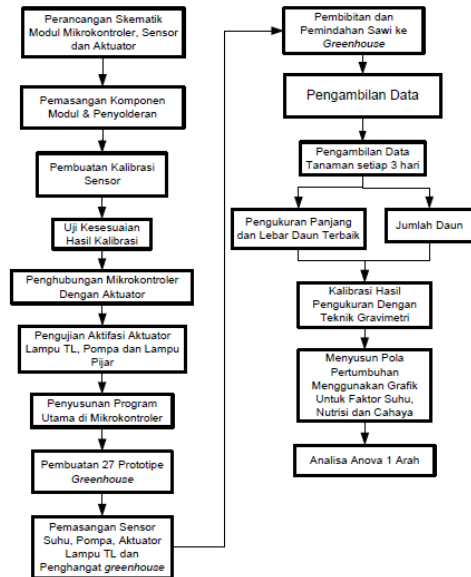 Perancangan Skematik
Modul Mikrokontroler, Sensor
dan Aktuator
Pemasangan Komponen
Modul & Penyolderan
Pembuatan Kalibrasi
Sensor
Uji Kesesuaian
Hasil Kalibrasi
Penghubungan Mikrokontroler
Dengan Aktuator
Pengujian Aktifasi Aktuator
Lampu TL, Pompa dan Lampu
Pijar
Penyusunan Program
Utama di Mikrokontroler
Pembuatan 27 Prototipe
Greenhouse
Pemasangan Sensor
Suhu, Pompa, Aktuator
Lampu TL dan
Penghangat greenhouse
Pembibitan dan
Pemindahan Sawi ke
Greenhouse
Pengambilan Data
Pengambilan Data
Tanaman setiap 3 hari
Pengukuran Panjang
dan Lebar Daun Terbaik
Jumlah Daun
Kalibrasi Hasil
Pengukuran Dengan
Teknik Gravimetri
Menyusun Pola
Pertumbuhan
Menggunakan Grafik
Untuk Faktor Suhu,
Nutrisi dan Cahaya
Analisa Anova 1 Arah